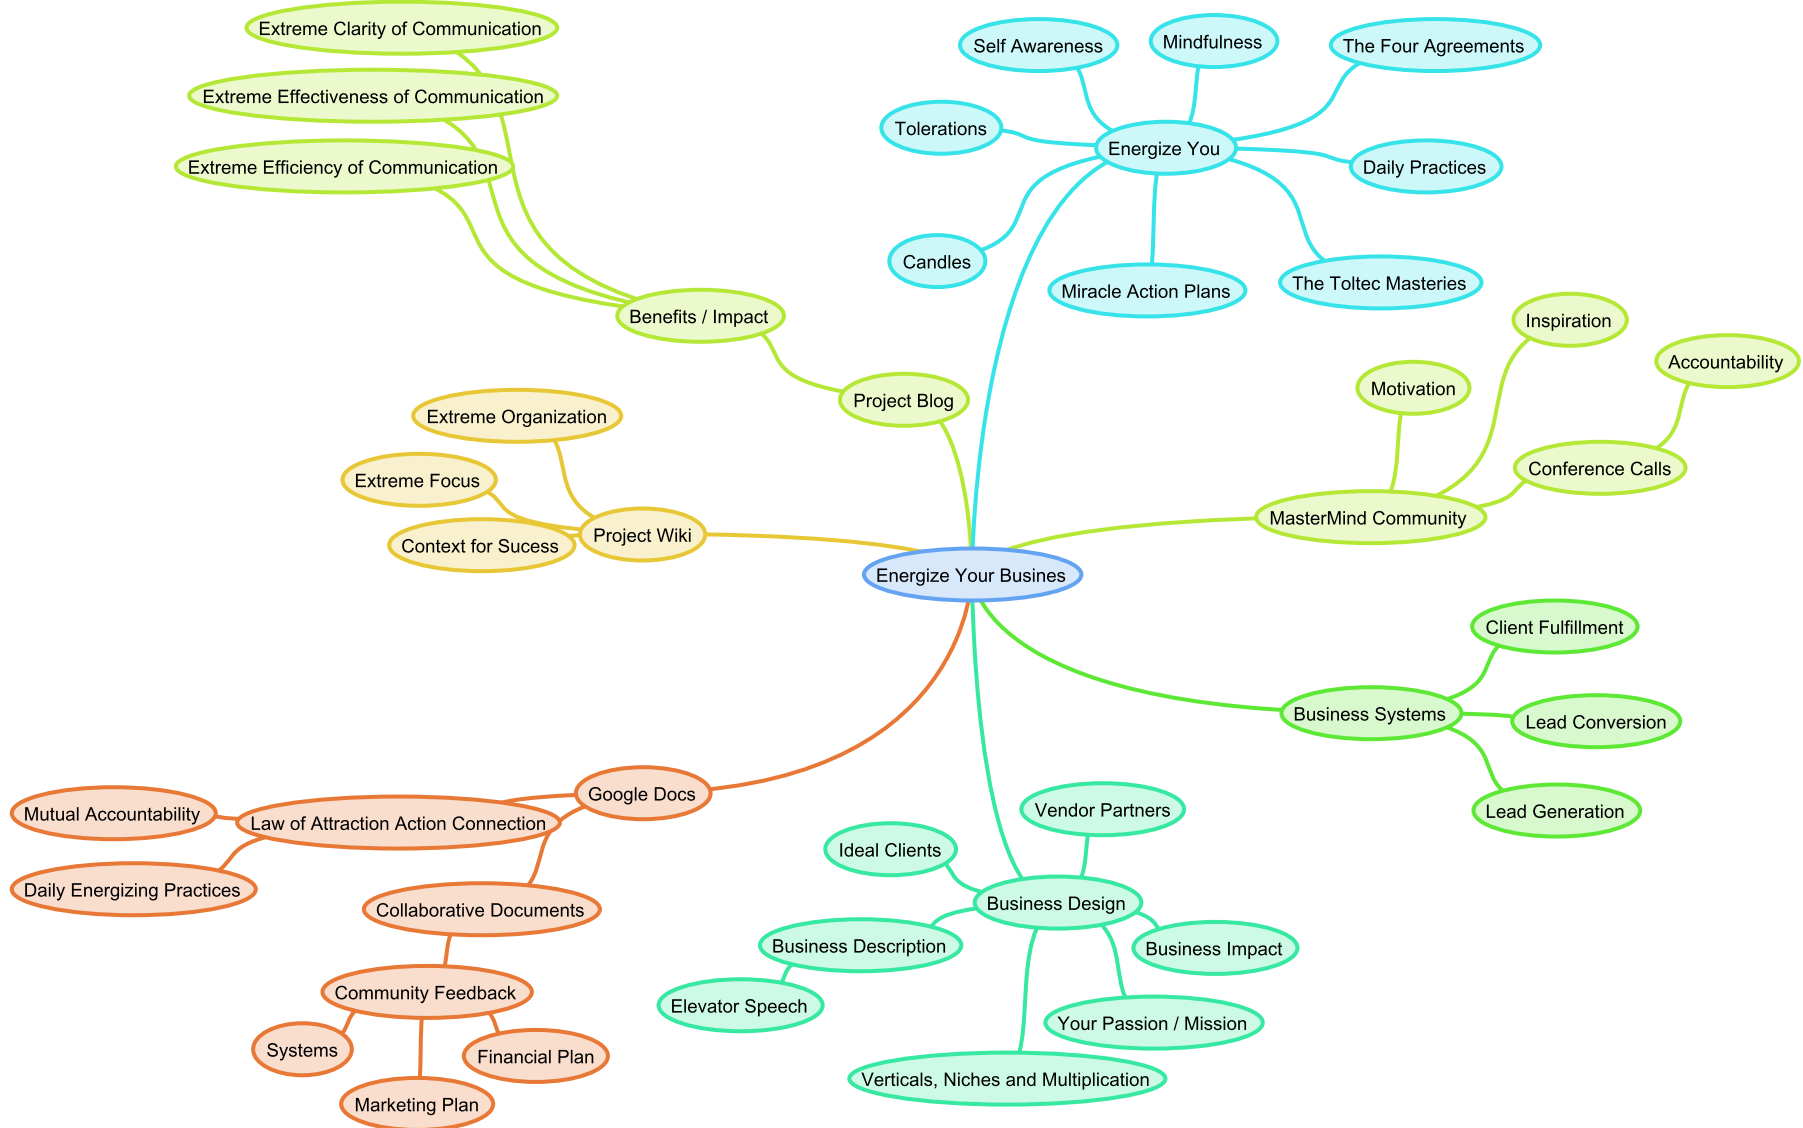 Extreme Clarity of Communication
Extreme Effectiveness of Communication
Extreme Efficiency of Communication
Benefits / Impact
Project Blog
Self Awareness
Mindfulness
The Four Agreements
Tolerations
Energize You
Daily Practices
Candles
Miracle Action Plans
The Toltec Masteries
Inspiration
Accountability
Motivation
Conference Calls
MasterMind Community
Extreme Organization
Extreme Focus
Context for Sucess
Project Wiki
Energize Your Busines
Client Fulfillment
Business Systems
Lead Conversion
Lead Generation
Google Docs
Mutual Accountability
Law of Attraction Action Connection
Daily Energizing Practices
Collaborative Documents
Community Feedback
Systems
Financial Plan
Marketing Plan
Vendor Partners
Ideal Clients
Business Design
Business Description
Business Impact
Elevator Speech
Your Passion / Mission
Verticals, Niches and Multiplication